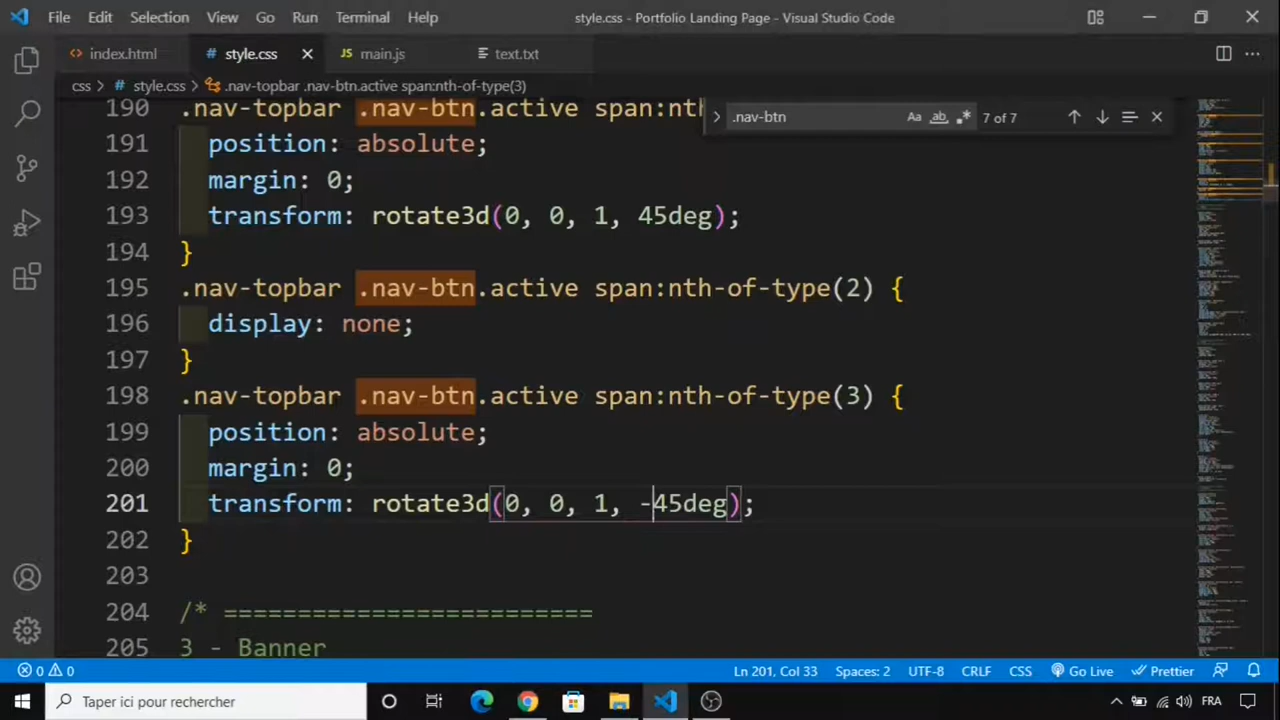 File Edit Selection View Go Run Terminal Help style.css - Portfolio Landing Page - Visual Studio Code
<> index.html # style.css JS main.js text.txt
css > # style.css > .nav-topbar .nav-btn.active span:nth-of-type(3)
.nav-btn Aa ab .* 7 of 7
190 .nav-topbar .nav-btn.active span:nth
191 position: absolute;
192 margin: 0;
193 transform: rotate3d(0, 0, 1, 45deg);
194 }
195 .nav-topbar .nav-btn.active span:nth-of-type(2) {
196 display: none;
197 }
198 .nav-topbar .nav-btn.active span:nth-of-type(3) {
199 position: absolute;
200 margin: 0;
201 transform: rotate3d(0, 0, 1, -45deg);
202 }
203
204 /* =========================
205 3 - Banner
0 0 Ln 201, Col 33 Spaces: 2 UTF-8 CRLF CSS Go Live Prettier
Taper ici pour rechercher FRA